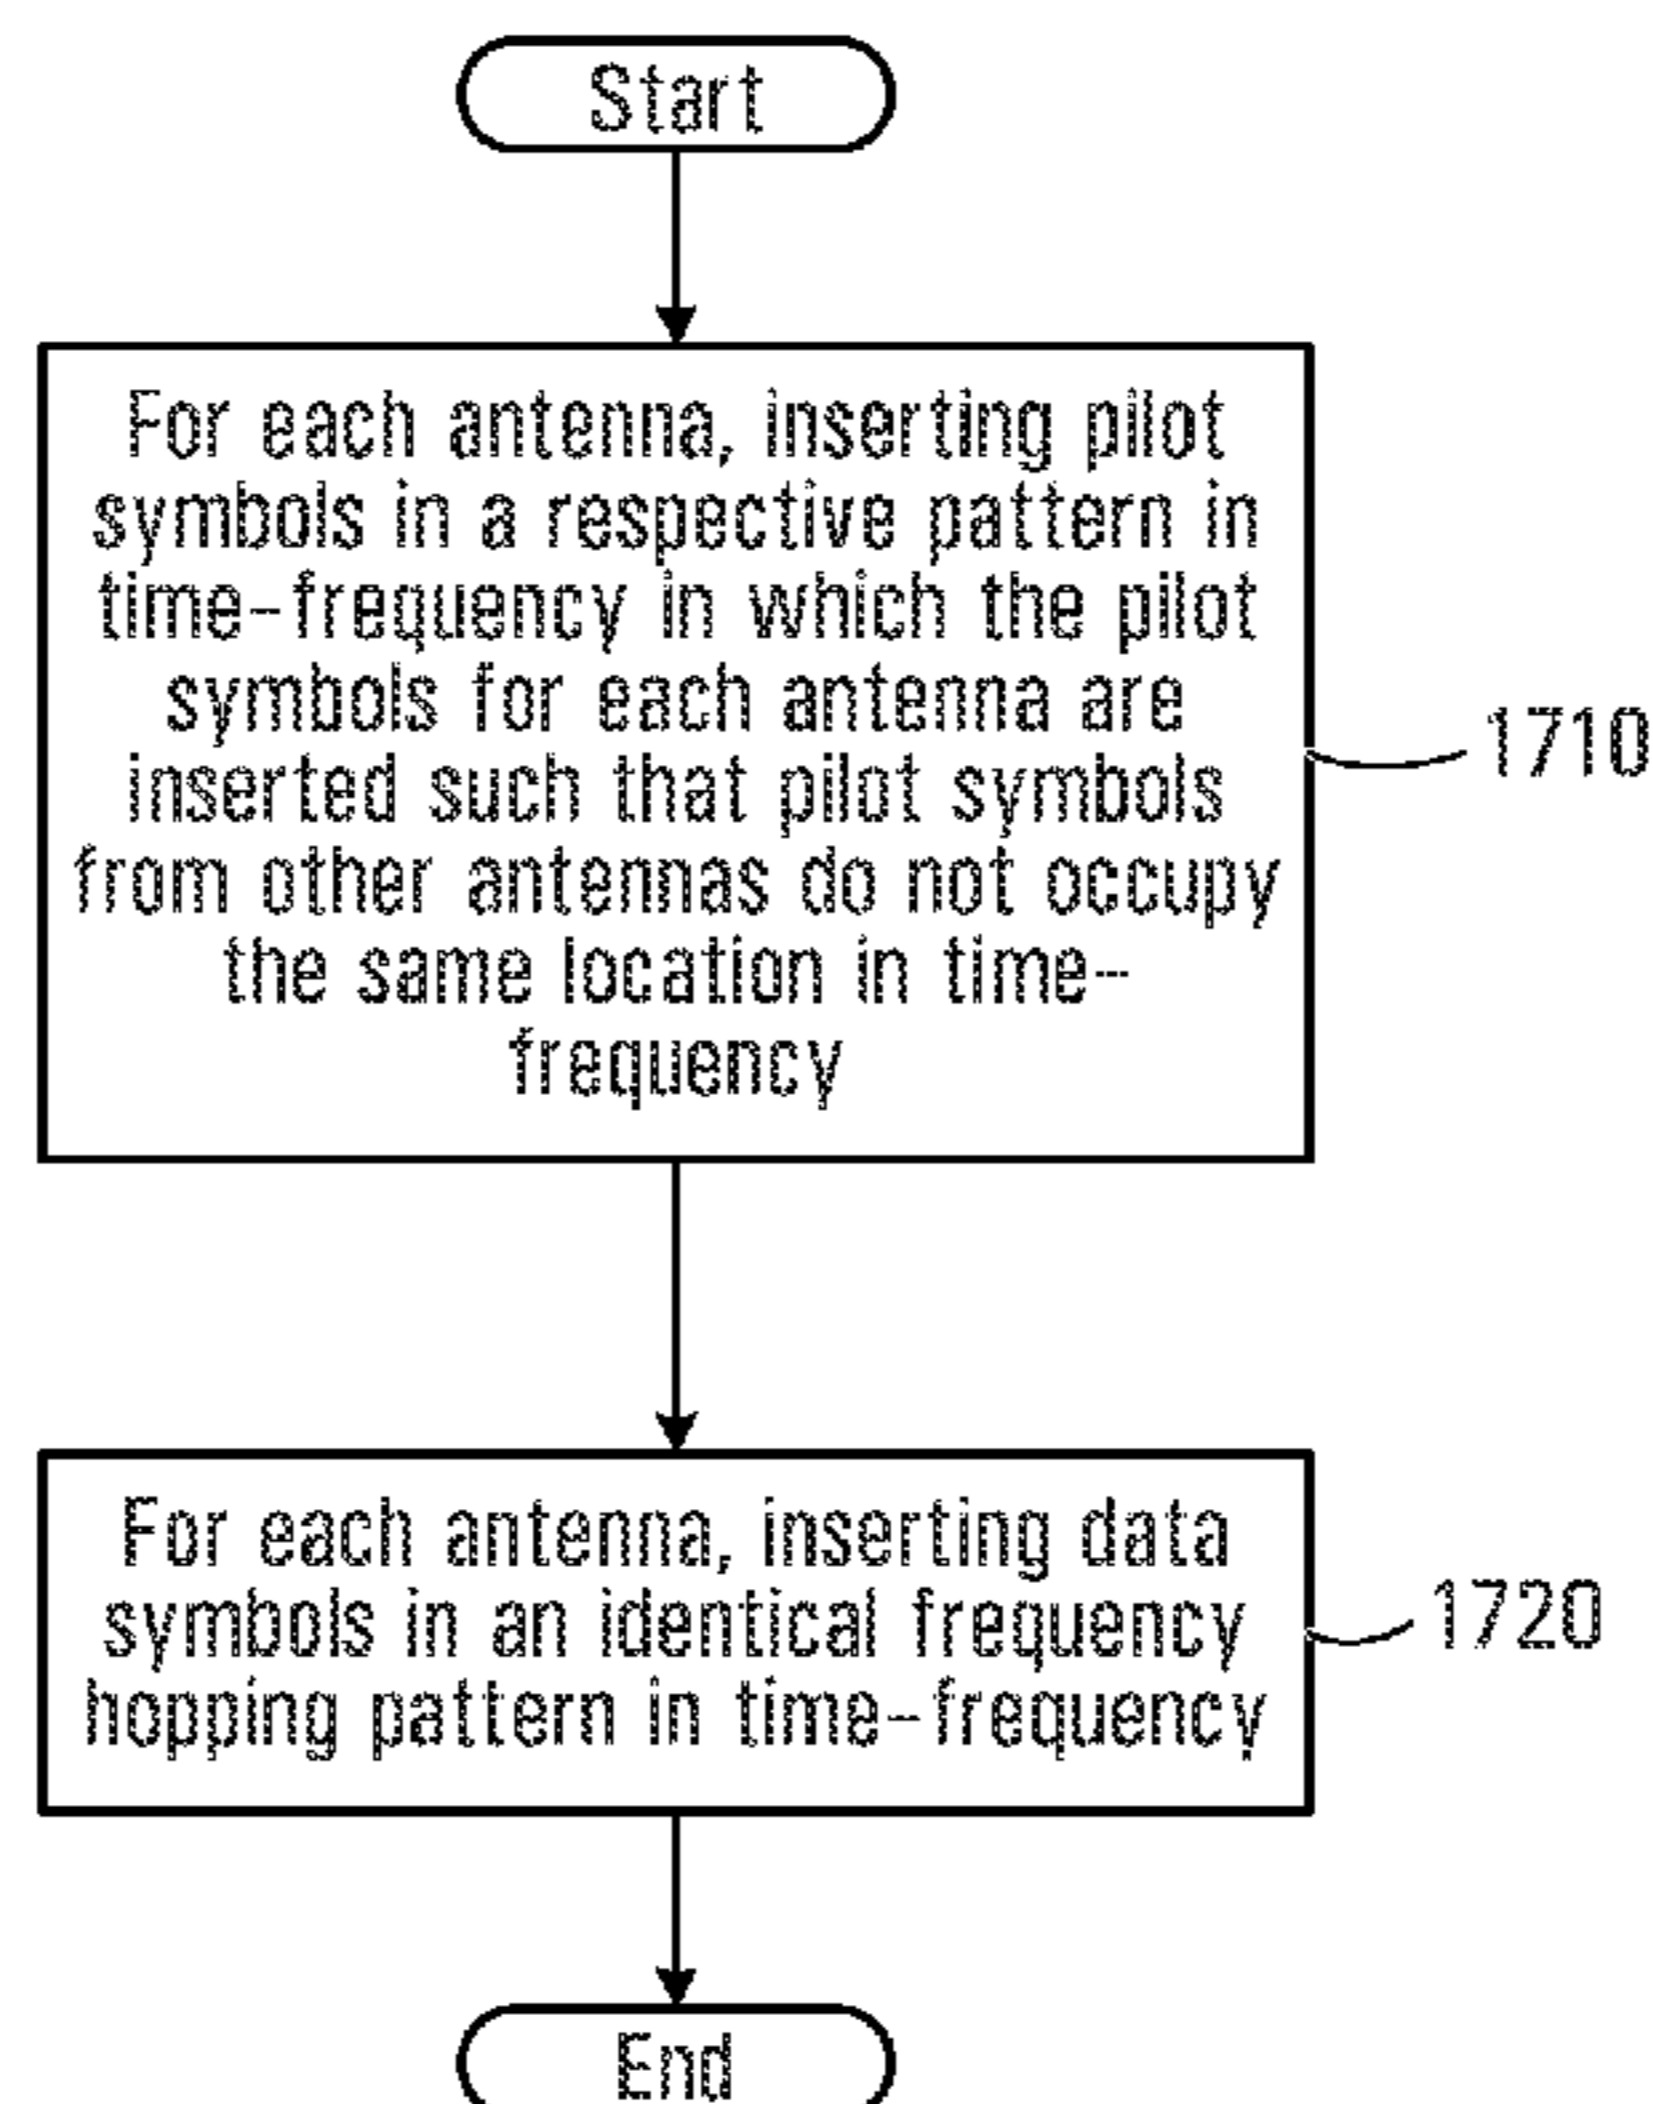 Start
For each antenna, inserting pilot
symbols in a respective pattern in
time-frequency in which the pilot
symbols for each antenna are
inserted such that pilot symbols
from other antennas do not occupy
the same location in time-
frequency
1710
For each antenna, inserting data
symbols in an identical frequency
hopping pattern in time-frequency
1720
End